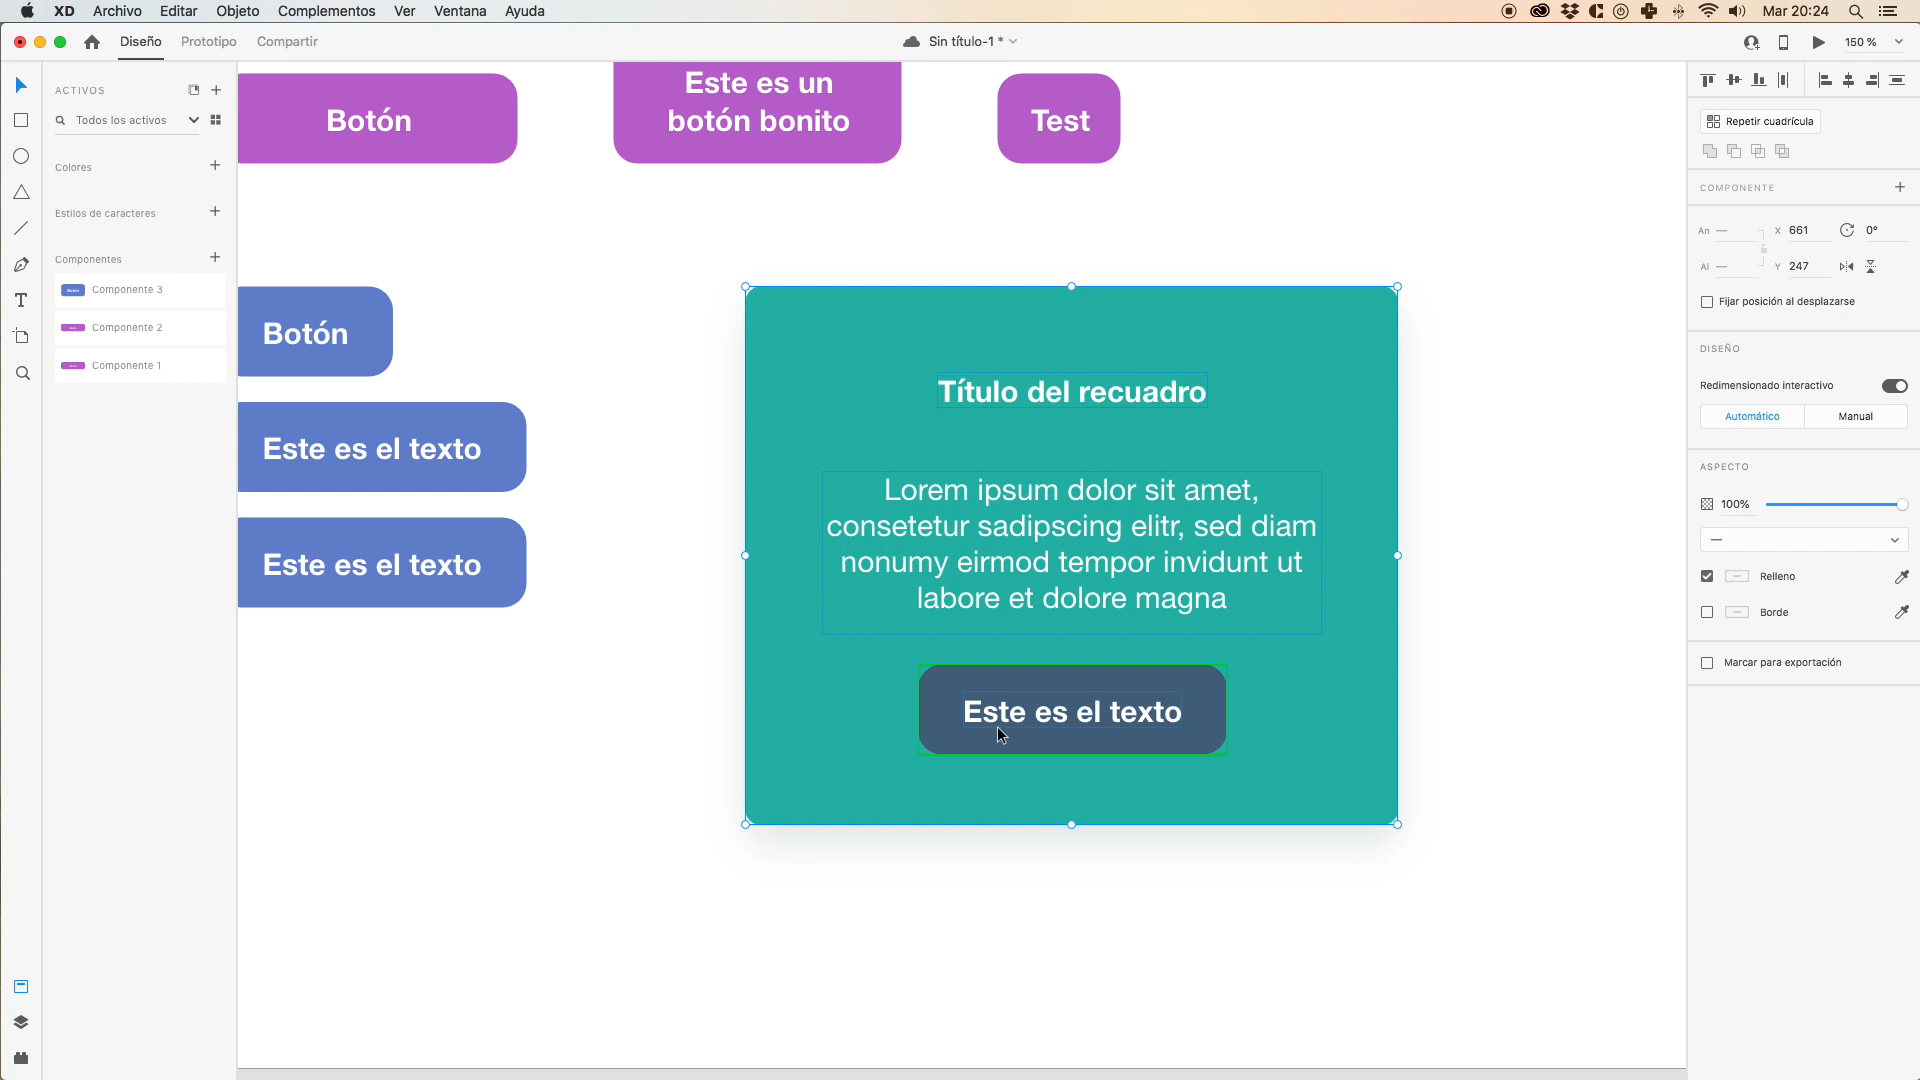 XD Archivo Editar Objeto Complementos Ver Ventana Ayuda
Mar 20:24
Diseño Prototipo Compartir
Sin título-1 *
150 %
ACTIVOS
Todos los activos
Colores
Estilos de caracteres
Componentes
Componente 3
Componente 2
Componente 1
Botón
Este es un
botón bonito
Test
Botón
Este es el texto
Este es el texto
Título del recuadro
Lorem ipsum dolor sit amet,
consetetur sadipscing elitr, sed diam
nonumy eirmod tempor invidunt ut
labore et dolore magna
Este es el texto
Repetir cuadrícula
COMPONENTE
An — X 661 0°
Al — Y 247
Fijar posición al desplazarse
DISEÑO
Redimensionado interactivo
Automático Manual
ASPECTO
100%
—
Relleno
Borde
Marcar para exportación